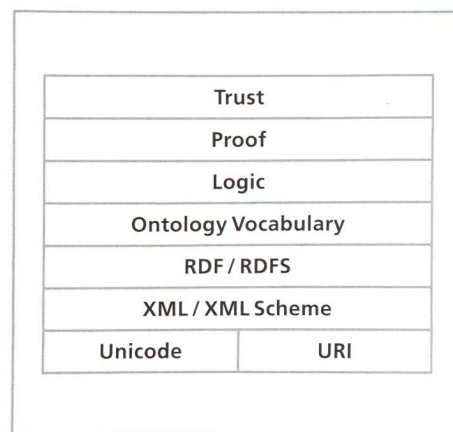 Trust
Proof
Logic
Ontology Vocabulary
RDF / RDFS
XML / XML Scheme
Unicode URI